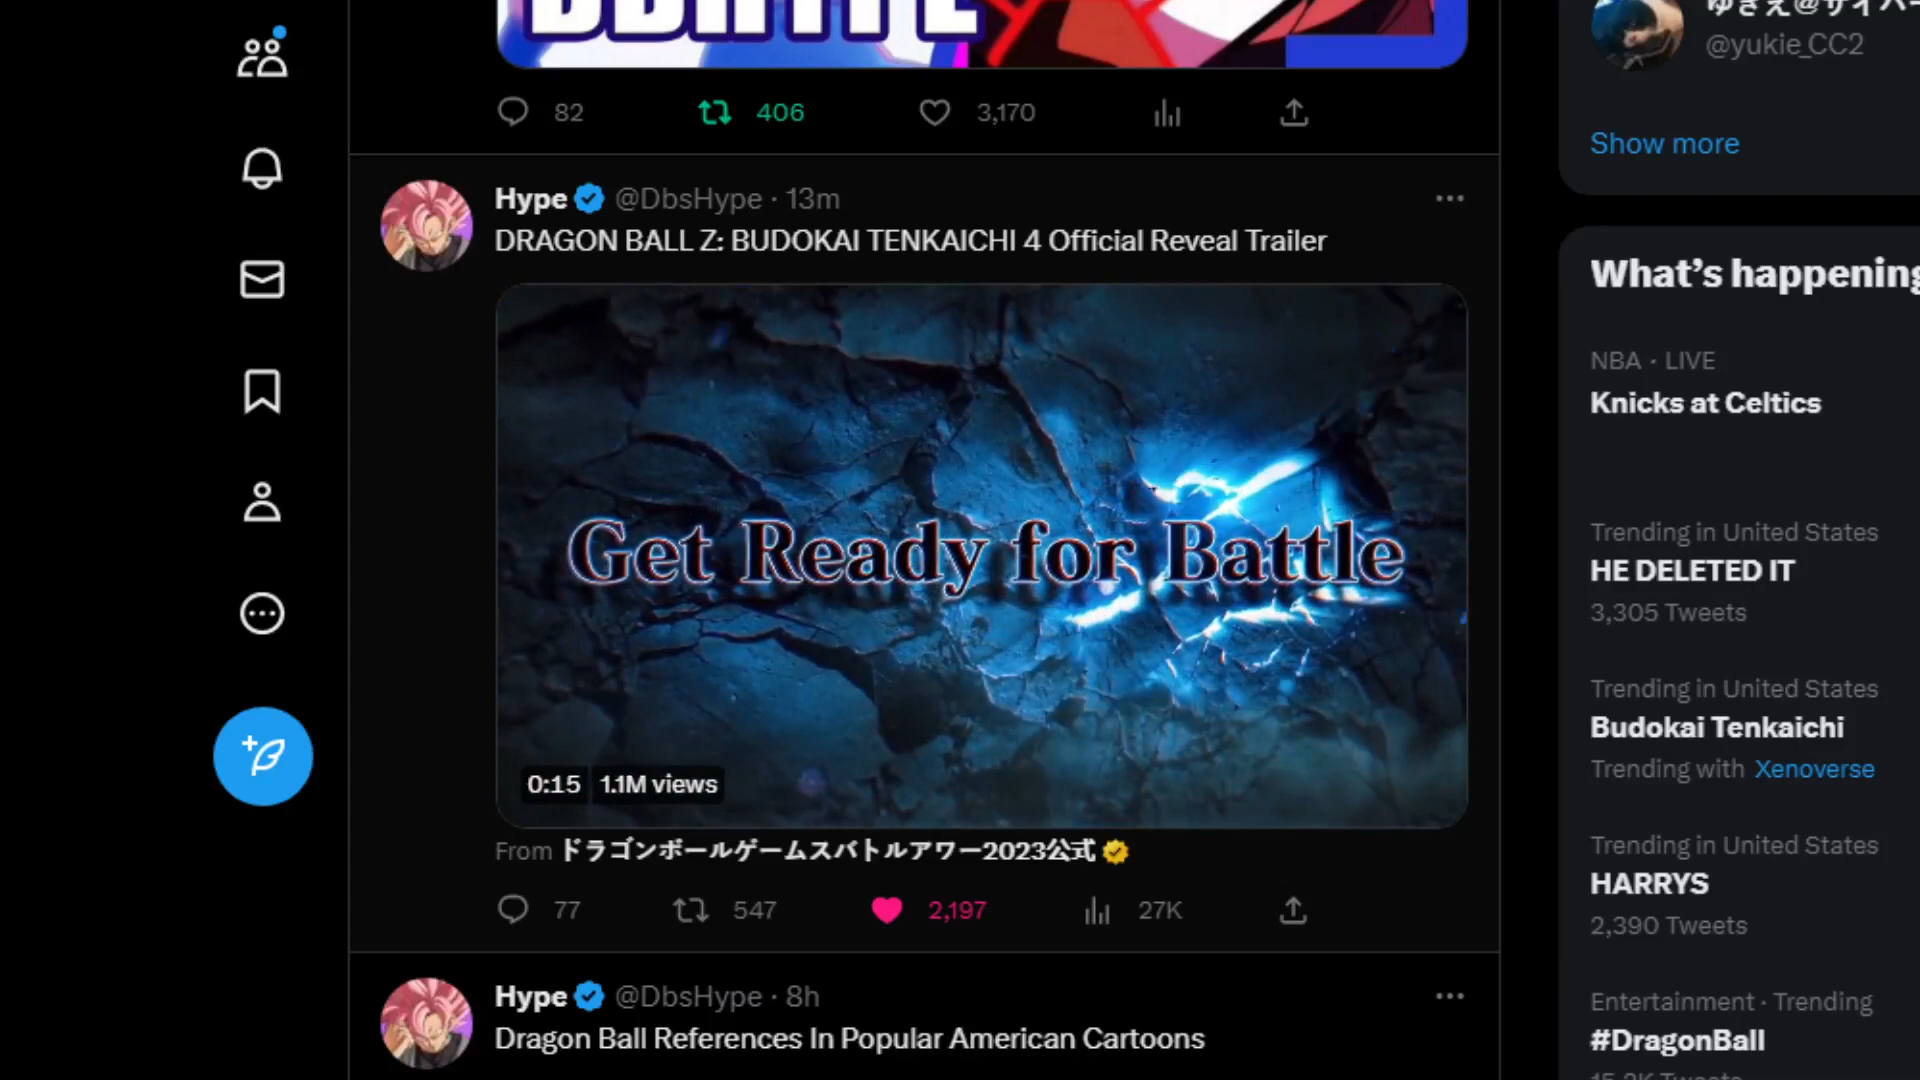 DBHYPE
82 406 3,170
Hype @DbsHype · 13m
DRAGON BALL Z: BUDOKAI TENKAICHI 4 Official Reveal Trailer
Get Ready for Battle
0:15 1.1M views
From ドラゴンボールゲームスバトルアワー2023公式
77 547 2,197 27K
Hype @DbsHype · 8h
Dragon Ball References In Popular American Cartoons
ゆきえ@サイバー
@yukie_CC2
Show more
What's happening
NBA · LIVE
Knicks at Celtics
Trending in United States
HE DELETED IT
3,305 Tweets
Trending in United States
Budokai Tenkaichi
Trending with Xenoverse
Trending in United States
HARRYS
2,390 Tweets
Entertainment · Trending
#DragonBall